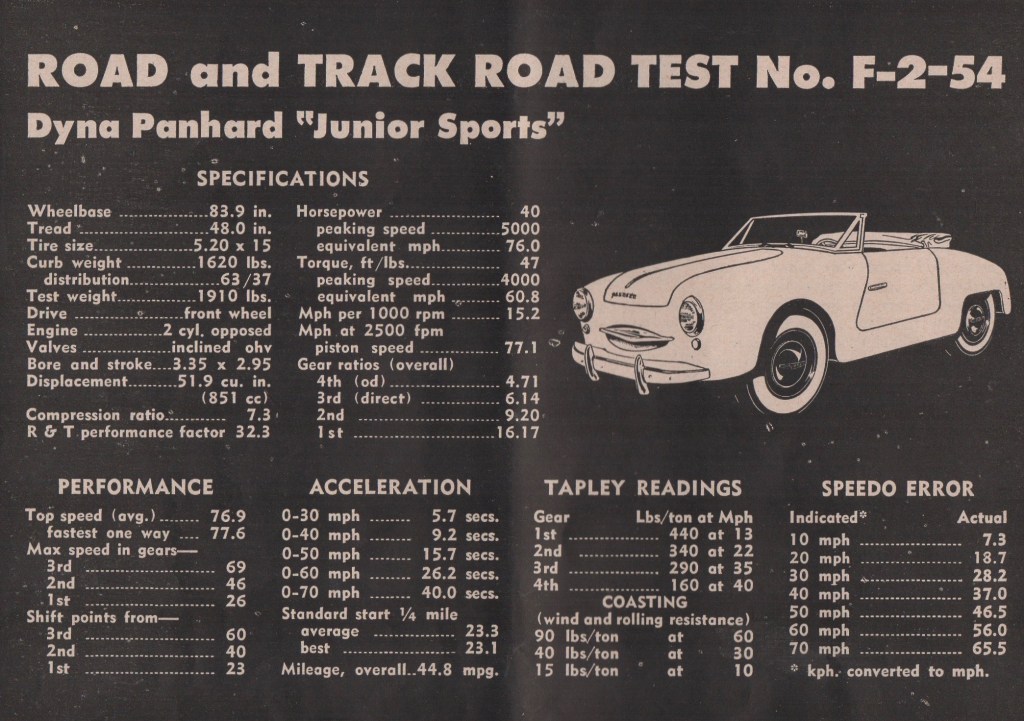 ROAD and TRACK ROAD TEST No. F-2-54
Dyna Panhard "Junior Sports"
SPECIFICATIONS
Wheelbase ................83.9 in.
Tread .......................48.0 in.
Tire size..................5.20 x 15
Curb weight ............1620 lbs.
distribution...............63/37
Test weight..............1910 lbs.
Drive ..................front wheel
Engine ............2 cyl. opposed
Valves ..............inclined ohv
Bore and stroke...3.35 x 2.95
Displacement.......51.9 cu. in.
(851 cc)
Compression ratio............. 7.3
R & T performance factor 32.3
Horsepower ................... 40
peaking speed ............5000
equivalent mph...........76.0
Torque, ft/lbs.................. 47
peaking speed.............4000
equivalent mph ..........60.8
Mph per 1000 rpm ........ 15.2
Mph at 2500 fpm
piston speed .............. 77.1
Gear ratios (overall)
4th (od) .....................4.71
3rd (direct) ................6.14
2nd ...........................9.20
1st ...........................16.17
PERFORMANCE
Top speed (avg.)....... 76.9
fastest one way ..... 77.6
Max speed in gears—
3rd ....................... 69
2nd ....................... 46
1st ....................... 26
Shift points from—
3rd ....................... 60
2nd ....................... 40
1st ....................... 23
ACCELERATION
0-30 mph ........ 5.7 secs.
0-40 mph ........ 9.2 secs.
0-50 mph ........ 15.7 secs.
0-60 mph ........ 26.2 secs.
0-70 mph ........ 40.0 secs.
Standard start ¼ mile
average ................ 23.3
best ..................... 23.1
Mileage, overall..44.8 mpg.
TAPLEY READINGS
Gear Lbs/ton at Mph
1st .................. 440 at 13
2nd .................. 340 at 22
3rd .................. 290 at 35
4th .................. 160 at 40
COASTING
(wind and rolling resistance)
90 lbs/ton at 60
40 lbs/ton at 30
15 lbs/ton at 10
SPEEDO ERROR
Indicated* Actual
10 mph .................... 7.3
20 mph .................... 18.7
30 mph .................... 28.2
40 mph .................... 37.0
50 mph .................... 46.5
60 mph .................... 56.0
70 mph .................... 65.5
* kph. converted to mph.